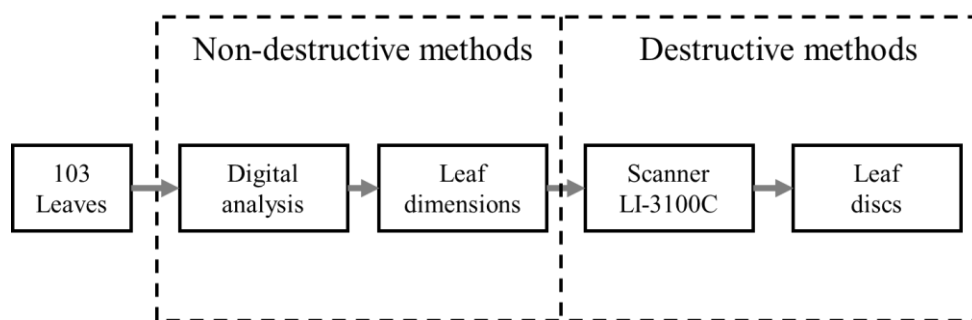 Non-destructive methods
Destructive methods
103
Leaves
Digital
analysis
Leaf
dimensions
Scanner
LI-3100C
Leaf
discs